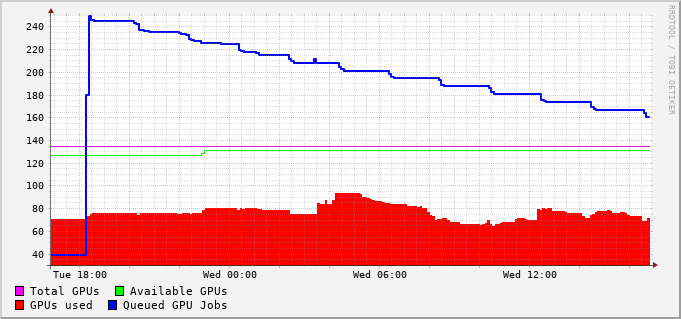 RRDTOOL / TOBI OETIKER
240
220
200
180
160
140
120
100
80
60
40
Tue 18:00 Wed 00:00 Wed 06:00 Wed 12:00
Total GPUs Available GPUs
GPUs used Queued GPU Jobs